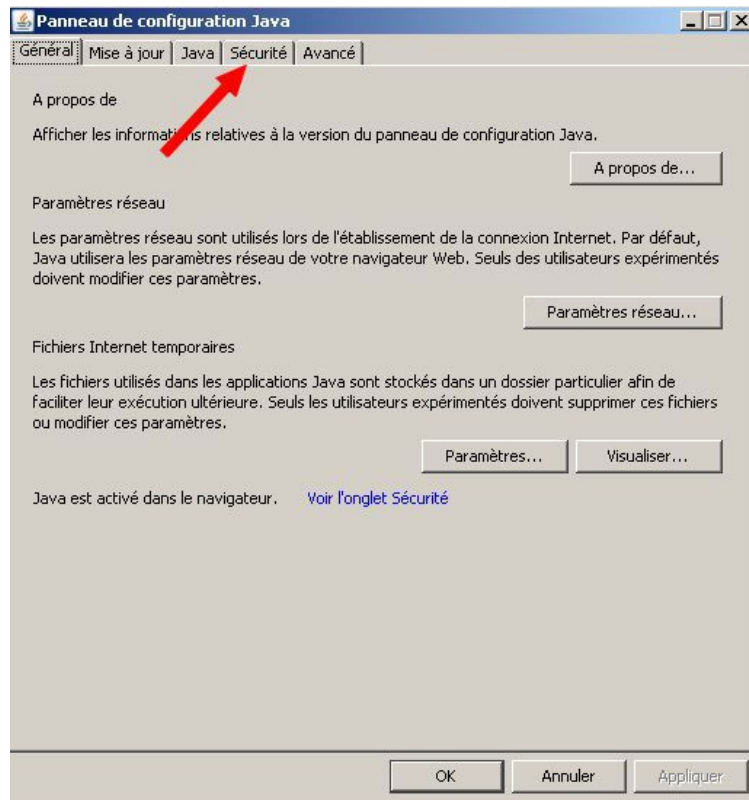 Panneau de configuration Java
Général Mise à jour Java Sécurité Avancé
A propos de
Afficher les informations relatives à la version du panneau de configuration Java.
A propos de...
Paramètres réseau
Les paramètres réseau sont utilisés lors de l'établissement de la connexion Internet. Par défaut,
Java utilisera les paramètres réseau de votre navigateur Web. Seuls des utilisateurs expérimentés
doivent modifier ces paramètres.
Paramètres réseau...
Fichiers Internet temporaires
Les fichiers utilisés dans les applications Java sont stockés dans un dossier particulier afin de
faciliter leur exécution ultérieure. Seuls les utilisateurs expérimentés doivent supprimer ces fichiers
ou modifier ces paramètres.
Paramètres... Visualiser...
Java est activé dans le navigateur. Voir l'onglet Sécurité
OK Annuler Appliquer